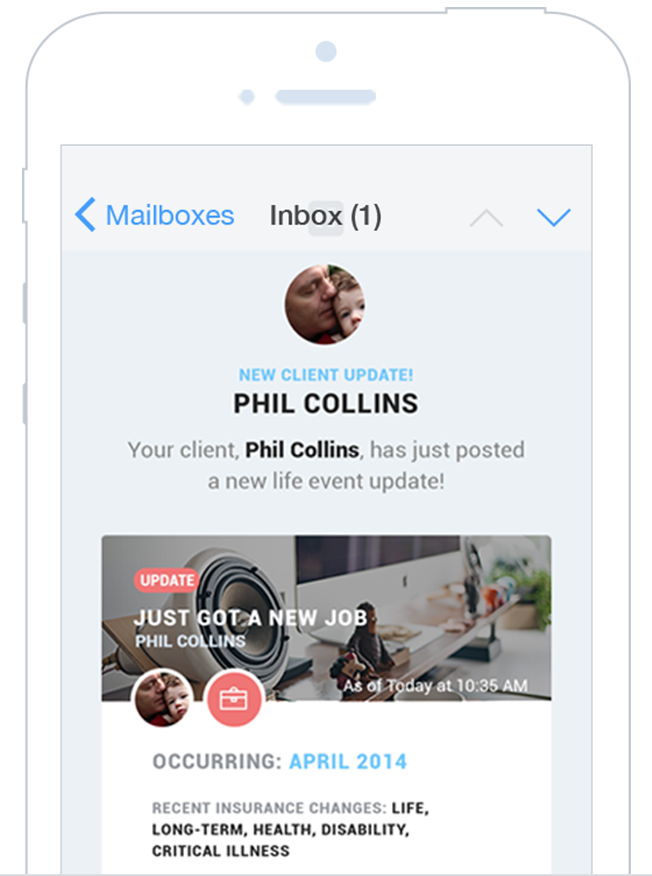 Mailboxes Inbox (1)
NEW CLIENT UPDATE!
PHIL COLLINS
Your client, Phil Collins, has just posted
a new life event update!
UPDATE
JUST GOT A NEW JOB
PHIL COLLINS
As of Today at 10:35 AM
OCCURRING: APRIL 2014
RECENT INSURANCE CHANGES: LIFE,
LONG-TERM, HEALTH, DISABILITY,
CRITICAL ILLNESS